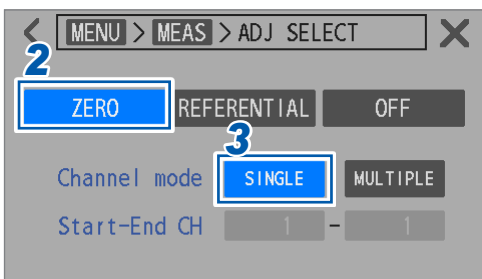 MENU > MEAS > ADJ SELECT
2
ZERO REFERENTIAL OFF
3
Channel mode SINGLE MULTIPLE
Start-End CH 1 - 1